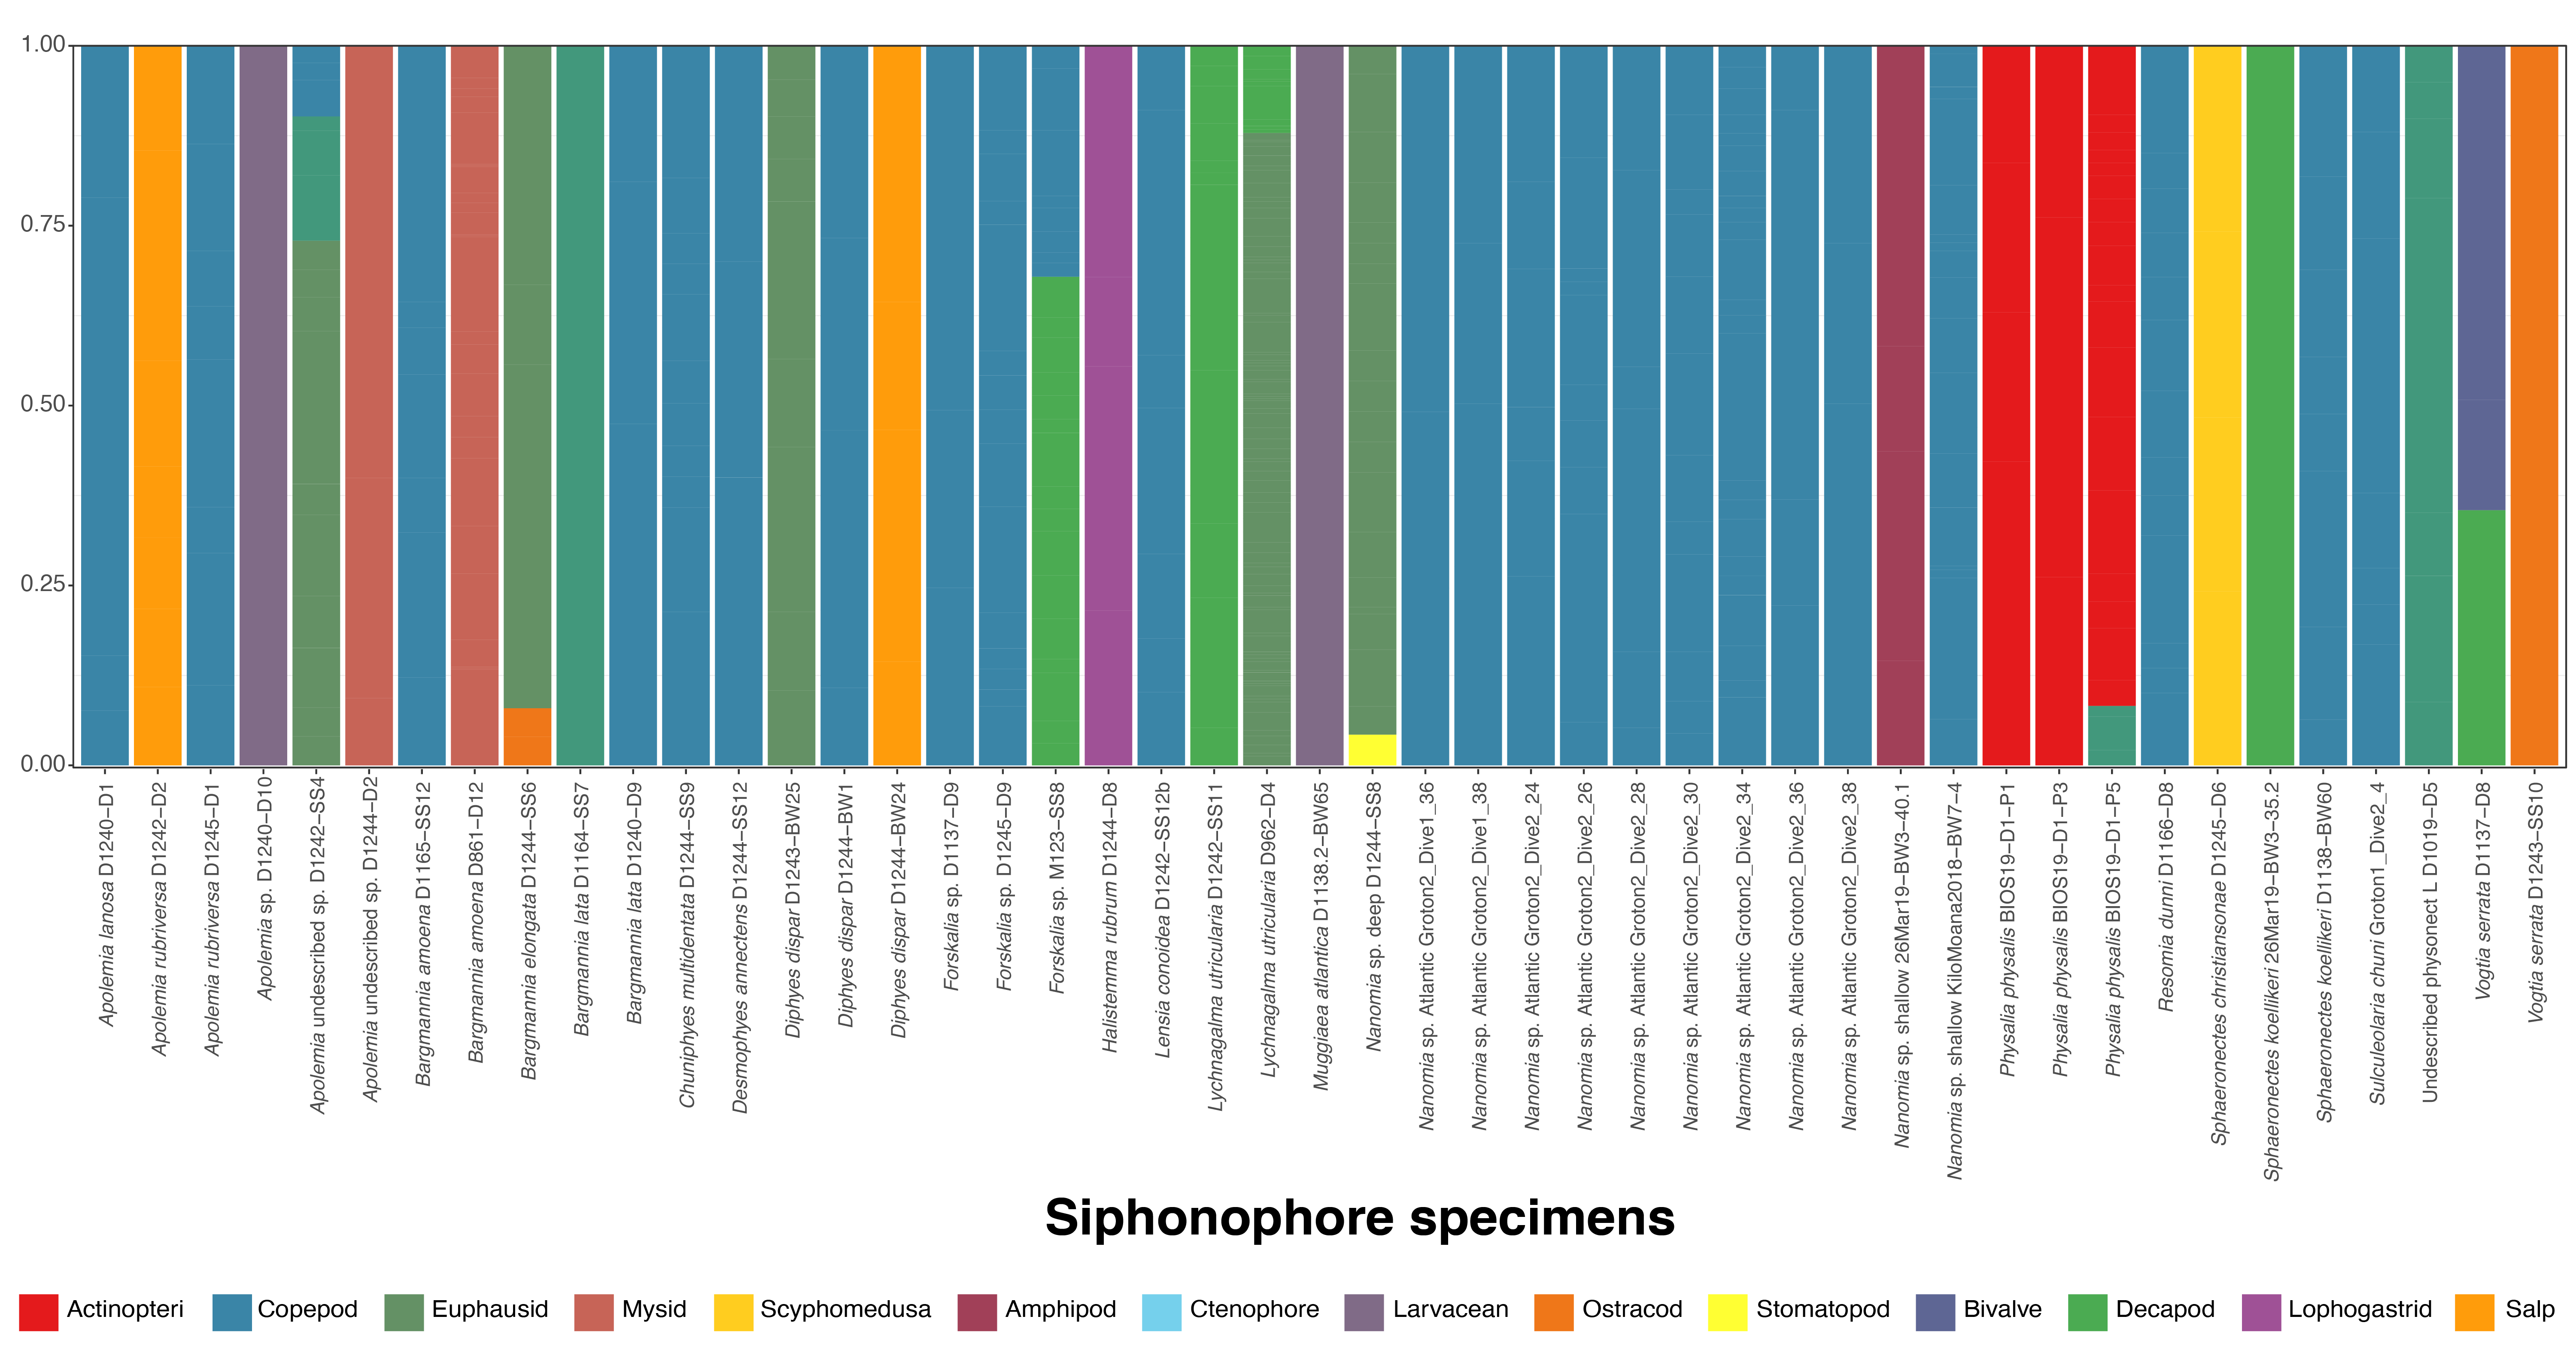 1.00
0.75
0.50
0.25
0.00
Apolemia lanosa D1240−D1
Apolemia rubriversa D1242−D2
Apolemia rubriversa D1245−D1
Apolemia sp. D1240−D10
Apolemia undescribed sp. D1242−SS4
Apolemia undescribed sp. D1244−D2
Bargmannia amoena D1165−SS12
Bargmannia amoena D861−D12
Bargmannia elongata D1244−SS6
Bargmannia lata D1164−SS7
Bargmannia lata D1240−D9
Chuniphyes multidentata D1244−SS9
Desmophyes annectens D1244−SS12
Diphyes dispar D1243−BW25
Diphyes dispar D1244−BW1
Diphyes dispar D1244−BW24
Forskalia sp. D1137−D9
Forskalia sp. D1245−D9
Forskalia sp. M123−SS8
Halistemma rubrum D1244−D8
Lensia conoidea D1242−SS12b
Lychnagalma utricularia D1242−SS11
Lychnagalma utricularia D962−D4
Muggiaea atlantica D1138.2−BW65
Nanomia sp. deep D1244−SS8
Nanomia sp. Atlantic Groton2_Dive1_36
Nanomia sp. Atlantic Groton2_Dive1_38
Nanomia sp. Atlantic Groton2_Dive2_24
Nanomia sp. Atlantic Groton2_Dive2_26
Nanomia sp. Atlantic Groton2_Dive2_28
Nanomia sp. Atlantic Groton2_Dive2_30
Nanomia sp. Atlantic Groton2_Dive2_34
Nanomia sp. Atlantic Groton2_Dive2_36
Nanomia sp. Atlantic Groton2_Dive2_38
Nanomia sp. shallow 26Mar19−BW3−40.1
Nanomia sp. shallow KiloMoana2018−BW7−4
Physalia physalis BIOS19−D1−P1
Physalia physalis BIOS19−D1−P3
Physalia physalis BIOS19−D1−P5
Resomia dunni D1166−D8
Sphaeronectes christiansonae D1245−D6
Sphaeronectes koellikeri 26Mar19−BW3−35.2
Sphaeronectes koellikeri D1138−BW60
Sulculeolaria chuni Groton1_Dive2_4
Undescribed physonect L D1019−D5
Vogtia serrata D1137−D8
Vogtia serrata D1243−SS10
Siphonophore specimens
Actinopteri Copepod Euphausid Mysid Scyphomedusa Amphipod Ctenophore Larvacean Ostracod Stomatopod Bivalve Decapod Lophogastrid Salp